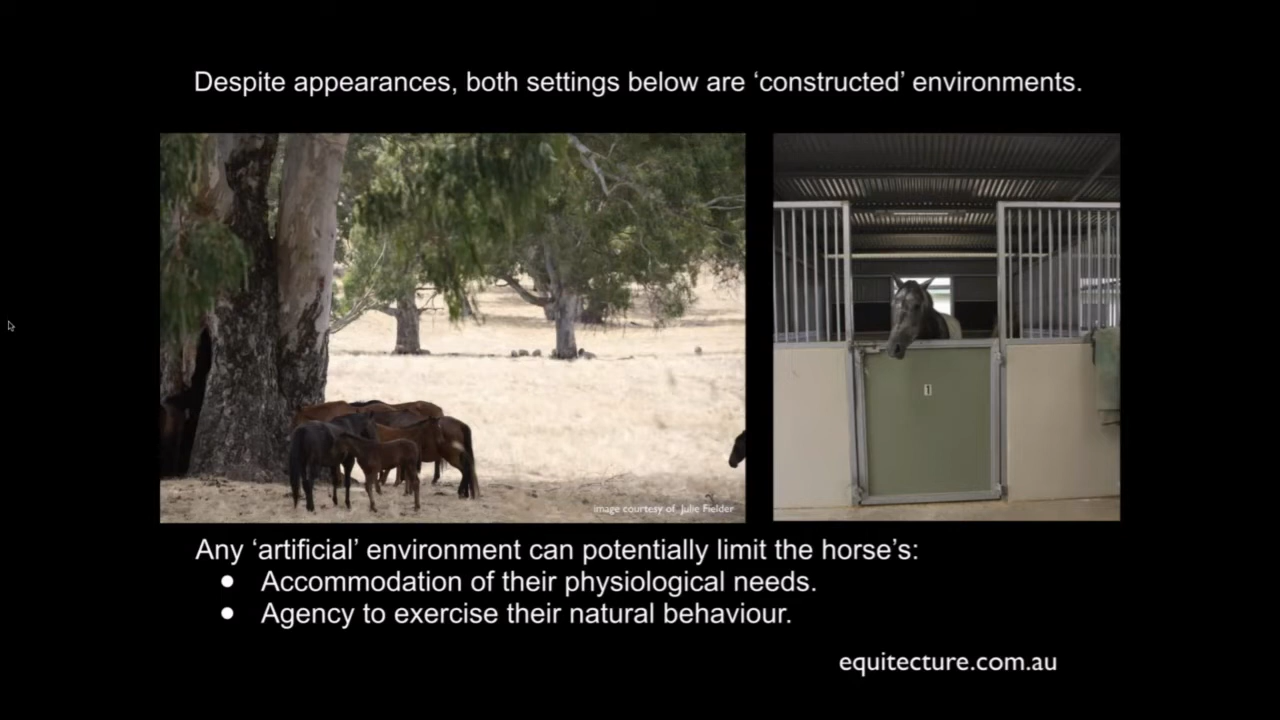 Despite appearances, both settings below are ‘constructed’ environments.
1
image courtesy of Julie Fielder
Any ‘artificial’ environment can potentially limit the horse’s:
● Accommodation of their physiological needs.
● Agency to exercise their natural behaviour.
equitecture.com.au